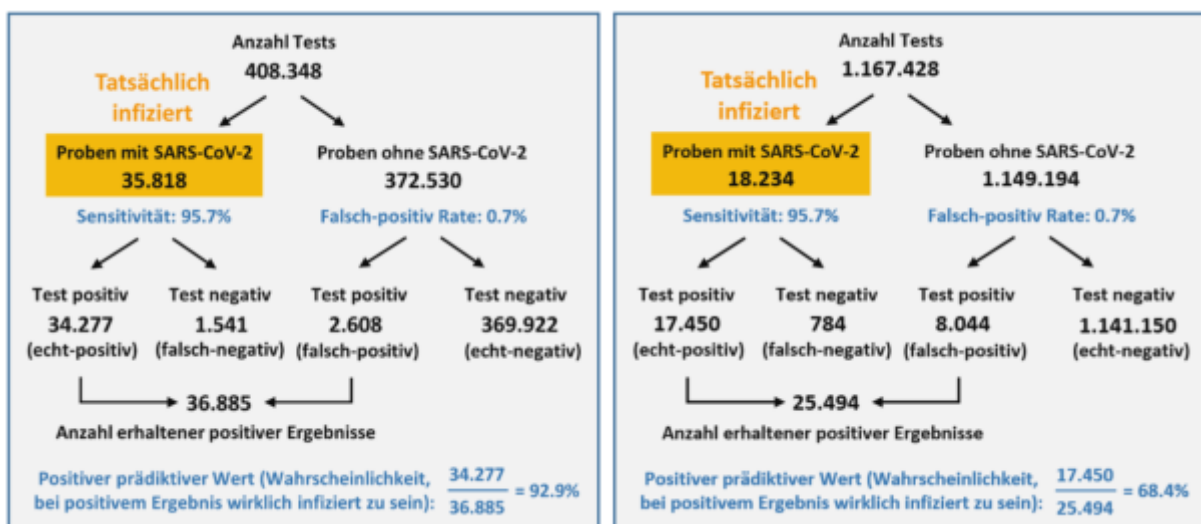 Anzahl Tests
408.348
Tatsächlich
infiziert
Proben mit SARS-CoV-2
35.818
Proben ohne SARS-CoV-2
372.530
Sensitivität: 95.7%
Falsch-positiv Rate: 0.7%
Test positiv
34.277
(echt-positiv)
Test negativ
1.541
(falsch-negativ)
Test positiv
2.608
(falsch-positiv)
Test negativ
369.922
(echt-negativ)
36.885
Anzahl erhaltener positiver Ergebnisse
Positiver prädiktiver Wert (Wahrscheinlichkeit,
bei positivem Ergebnis wirklich infiziert zu sein):
34.277
36.885
= 92.9%
Anzahl Tests
1.167.428
Tatsächlich
infiziert
Proben mit SARS-CoV-2
18.234
Proben ohne SARS-CoV-2
1.149.194
Sensitivität: 95.7%
Falsch-positiv Rate: 0.7%
Test positiv
17.450
(echt-positiv)
Test negativ
784
(falsch-negativ)
Test positiv
8.044
(falsch-positiv)
Test negativ
1.141.150
(echt-negativ)
25.494
Anzahl erhaltener positiver Ergebnisse
Positiver prädiktiver Wert (Wahrscheinlichkeit,
bei positivem Ergebnis wirklich infiziert zu sein):
17.450
25.494
= 68.4%